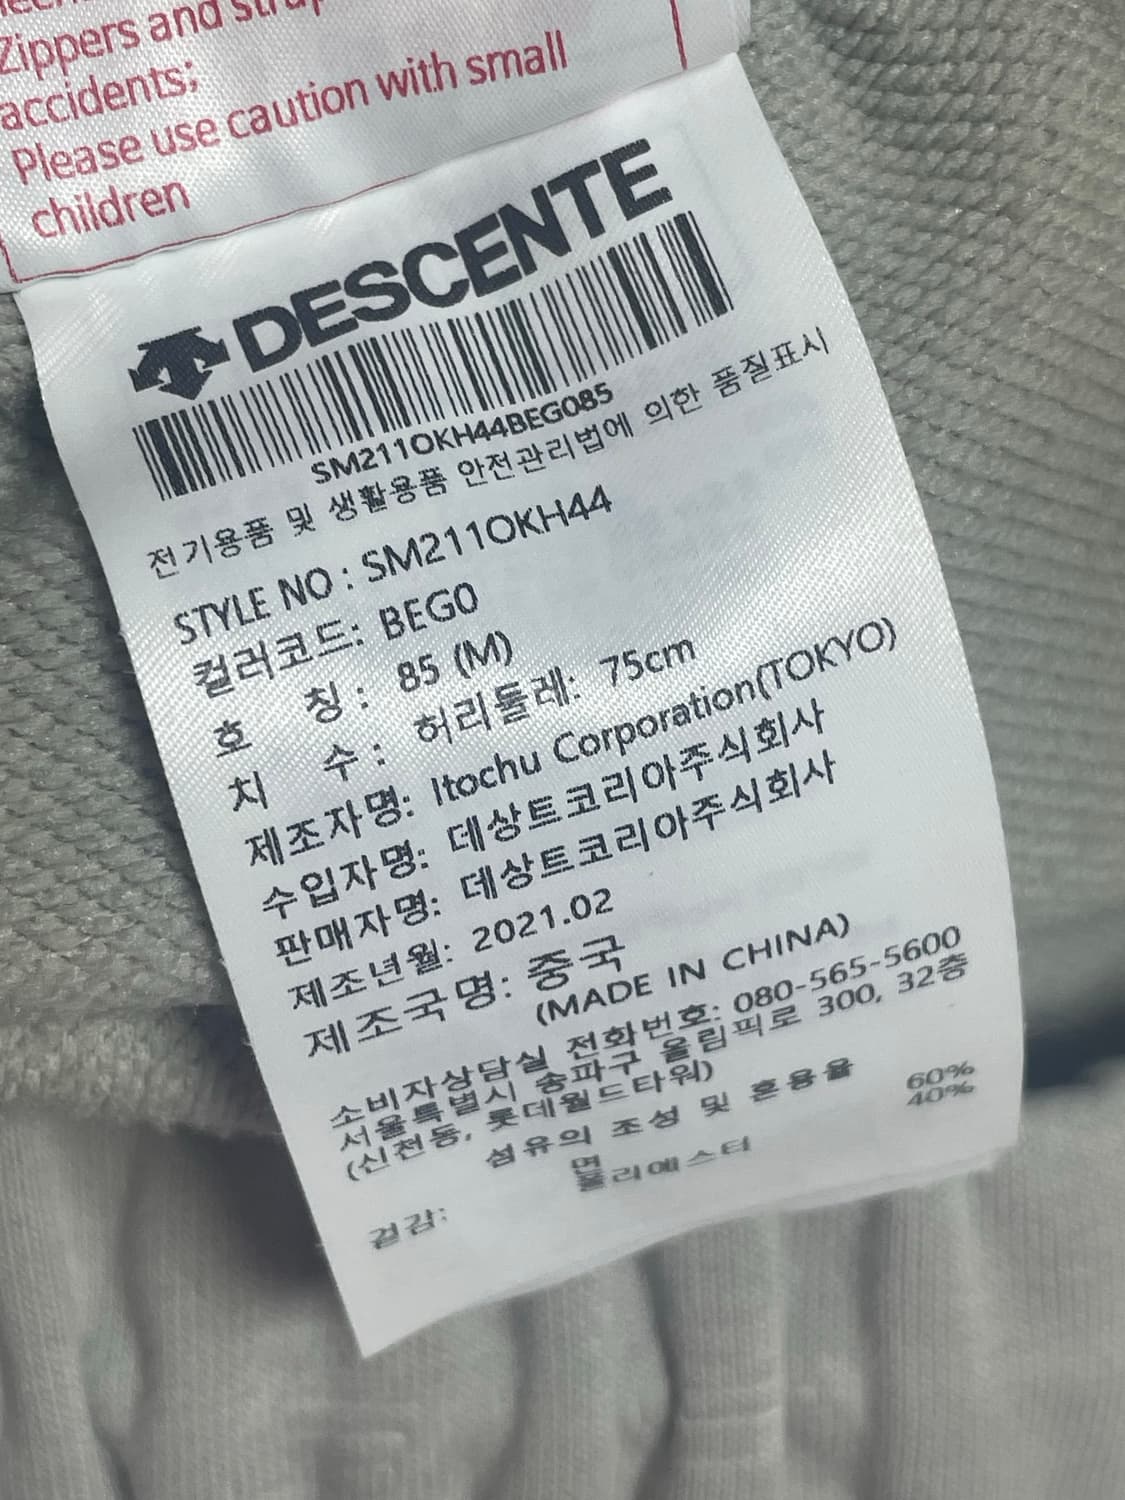 Zippers and
accidents;
Please use caution with small
children
DESCENTE
SM211OKH44BEG085
전기용품 및 생활용품 안전관리법에 의한 품질표시
STYLE NO : SM211OKH44
컬러코드: BEG0
호 칭 : 85 (M)
치 수 : 허리둘레: 75cm
제조자명: Itochu Corporation(TOKYO)
수입자명: 데상트코리아주식회사
판매자명: 데상트코리아주식회사
제조년월: 2021.02
제조국명: 중국
(MADE IN CHINA)
소비자상담실 전화번호: 080-565-5600
서울특별시 송파구 올림픽로 300, 32층
(신천동, 롯데월드타워)
섬유의 조성 및 혼용율
면 60%
폴리에스터 40%
겉감: